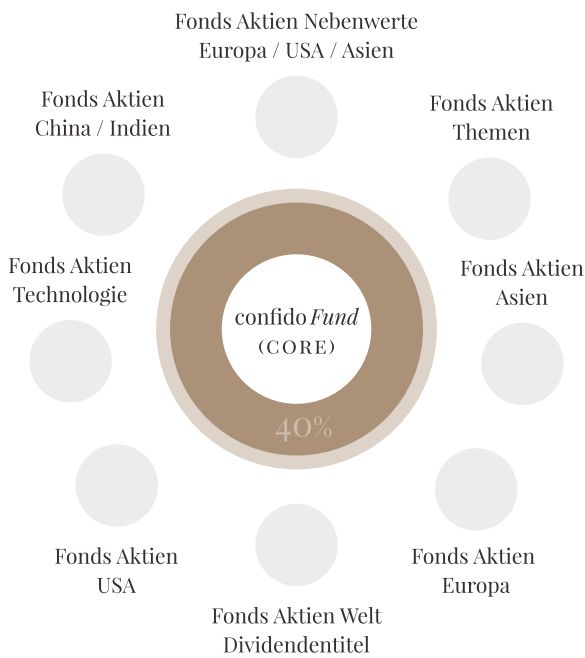 Fonds Aktien Nebenwerte
Europa / USA / Asien
Fonds Aktien
China / Indien
Fonds Aktien
Themen
Fonds Aktien
Technologie
Fonds Aktien
Asien
confido Fund
(CORE)
40%
Fonds Aktien
USA
Fonds Aktien
Europa
Fonds Aktien Welt
Dividendentitel